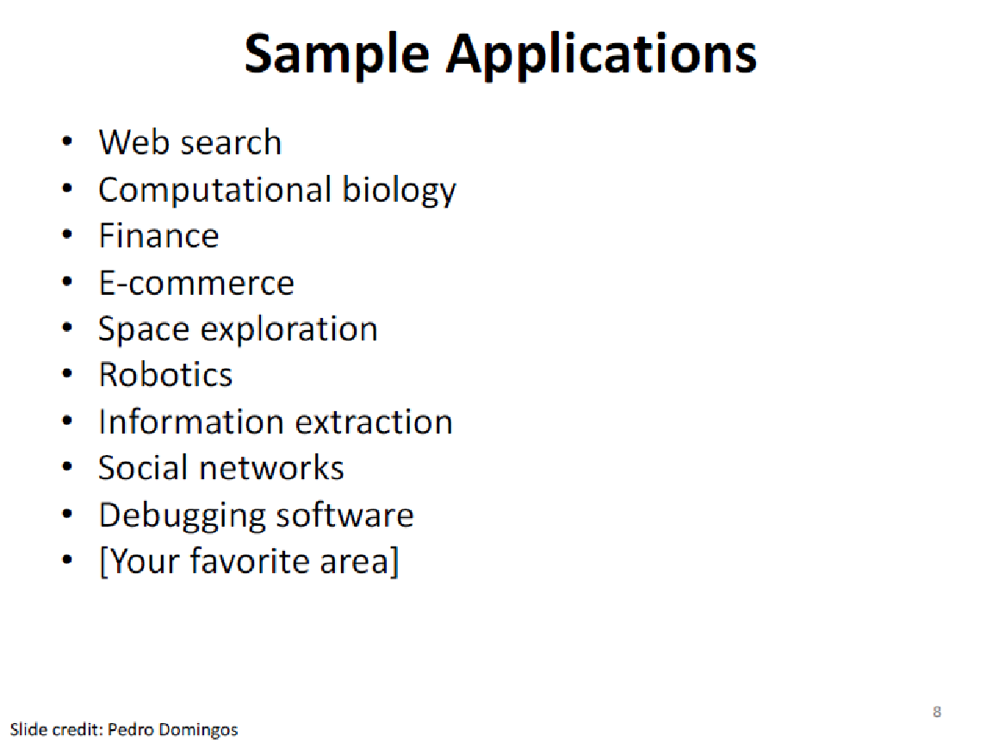 Sample Applications
• Web search
• Computational biology
• Finance
• E-commerce
• Space exploration
• Robotics
• Information extraction
• Social networks
• Debugging software
• [Your favorite area]
8
Slide credit: Pedro Domingos